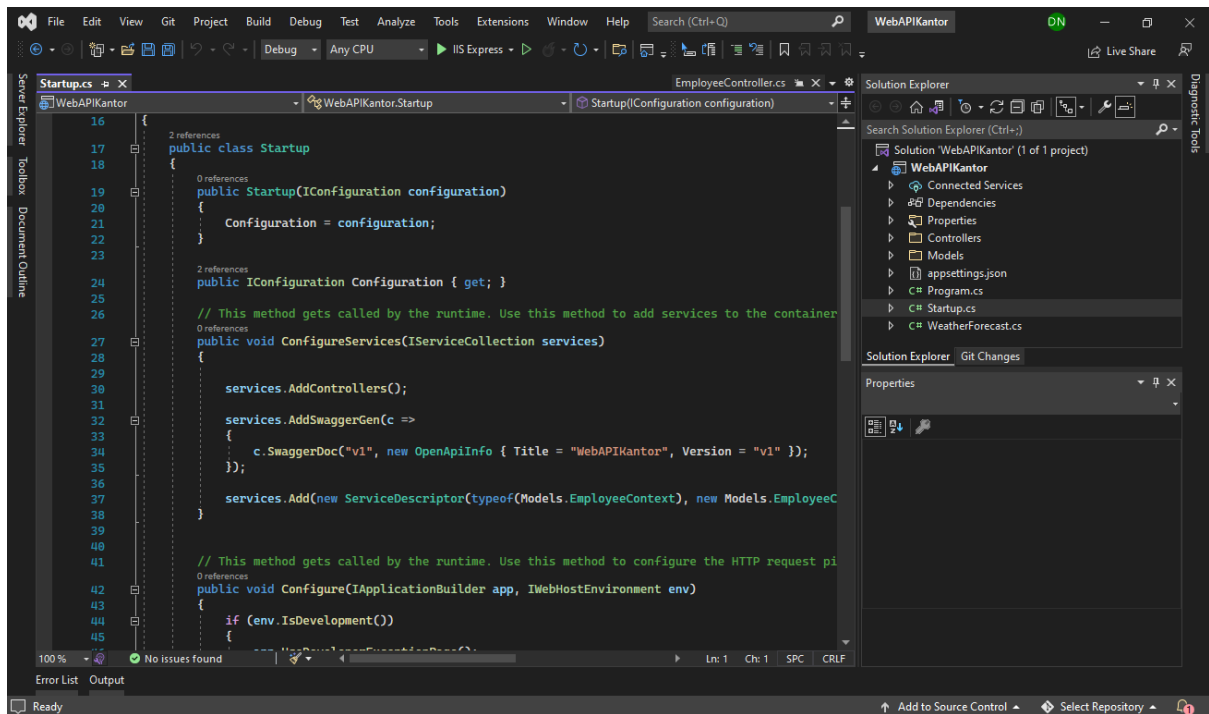 File Edit View Git Project Build Debug Test Analyze Tools Extensions Window Help Search (Ctrl+Q) WebAPIKantor DN
Debug Any CPU IIS Express Live Share
Server Explorer
Toolbox
Document Outline
Startup.cs EmployeeController.cs
WebAPIKantor WebAPIKantor.Startup Startup(IConfiguration configuration)
16 {
2 references
17 public class Startup
18 {
0 references
19 public Startup(IConfiguration configuration)
20 {
21 Configuration = configuration;
22 }
23
2 references
24 public IConfiguration Configuration { get; }
25
26 // This method gets called by the runtime. Use this method to add services to the container
0 references
27 public void ConfigureServices(IServiceCollection services)
28 {
29
30 services.AddControllers();
31
32 services.AddSwaggerGen(c =>
33 {
34 c.SwaggerDoc("v1", new OpenApiInfo { Title = "WebAPIKantor", Version = "v1" });
35 });
36
37 services.Add(new ServiceDescriptor(typeof(Models.EmployeeContext), new Models.EmployeeC
38 }
39
40
41 // This method gets called by the runtime. Use this method to configure the HTTP request pi
0 references
42 public void Configure(IApplicationBuilder app, IWebHostEnvironment env)
43 {
44 if (env.IsDevelopment())
45 {
100 % No issues found Ln: 1 Ch: 1 SPC CRLF
Error List Output
Ready Add to Source Control Select Repository 1
Solution Explorer
Search Solution Explorer (Ctrl+;)
Solution 'WebAPIKantor' (1 of 1 project)
WebAPIKantor
Connected Services
Dependencies
Properties
Controllers
Models
appsettings.json
C# Program.cs
C# Startup.cs
C# WeatherForecast.cs
Solution Explorer Git Changes
Properties
Diagnostic Tools